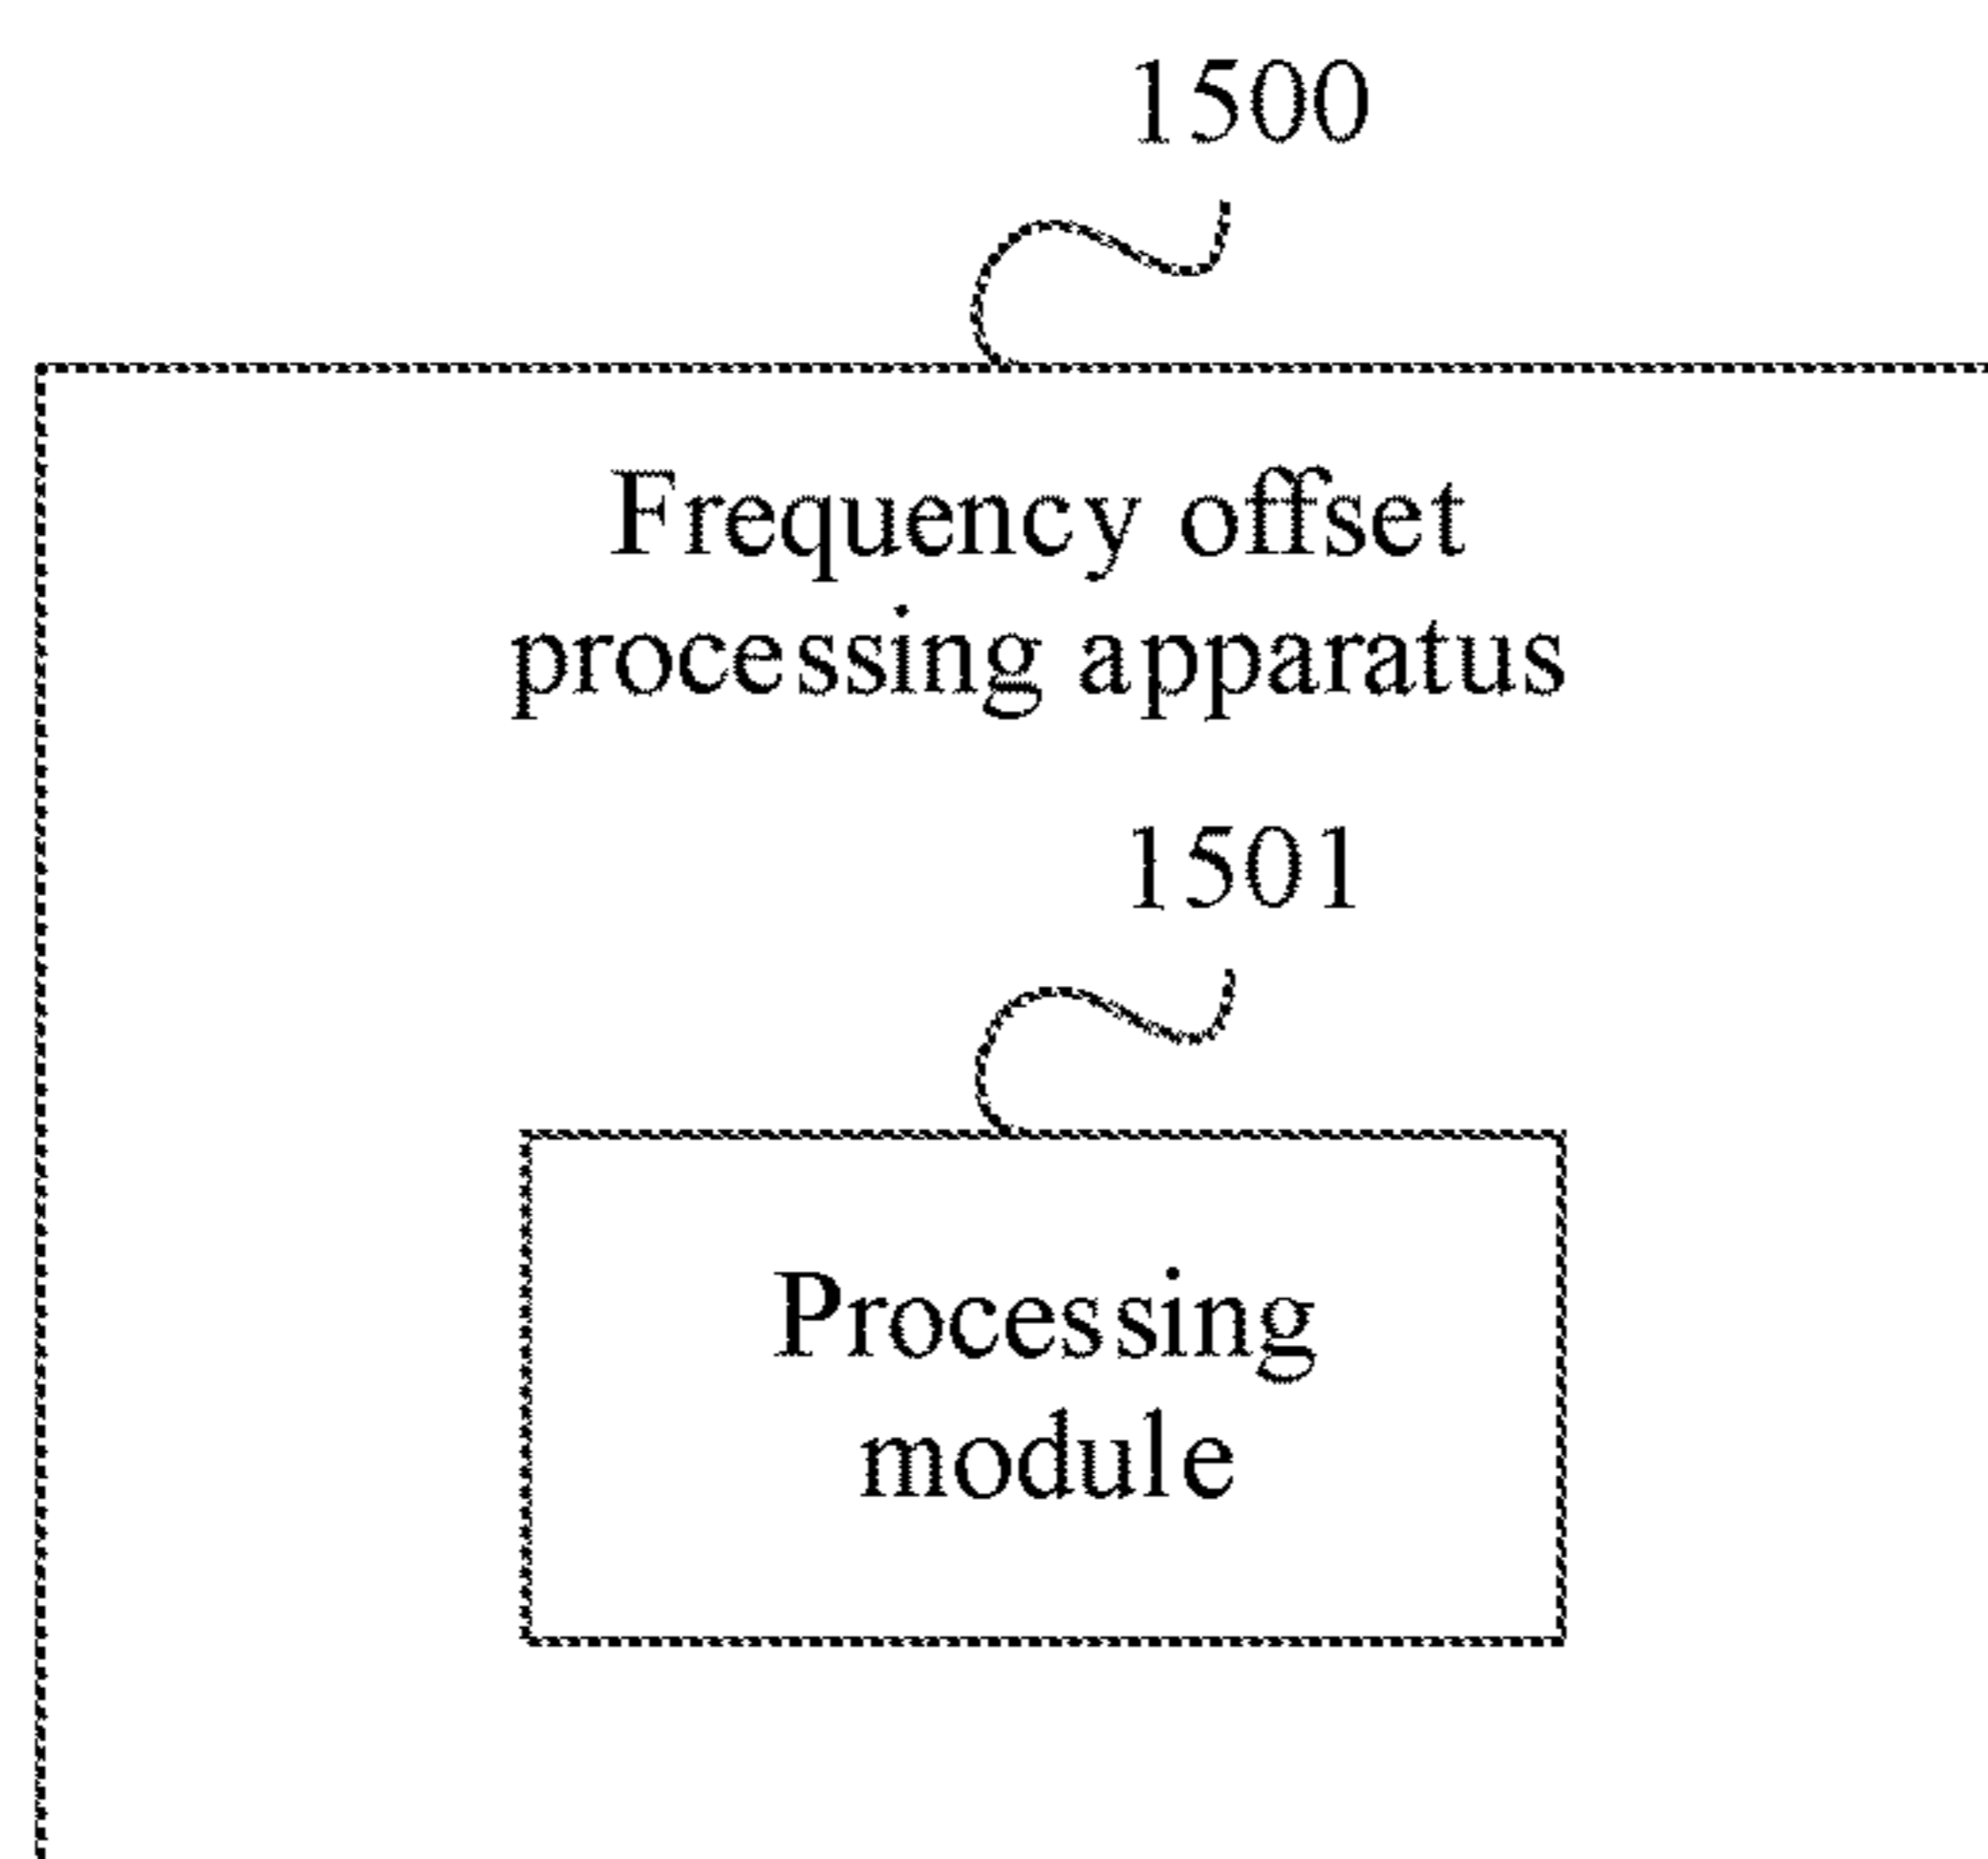 1500
Frequency offset
processing apparatus
1501
Processing
module